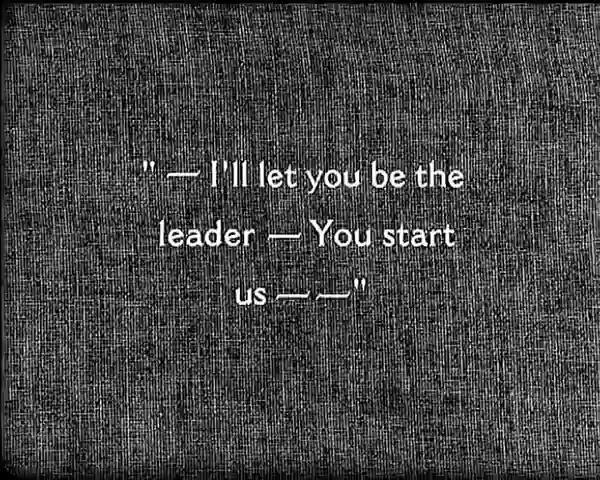 " — I'll let you be the
leader — You start
us — —"